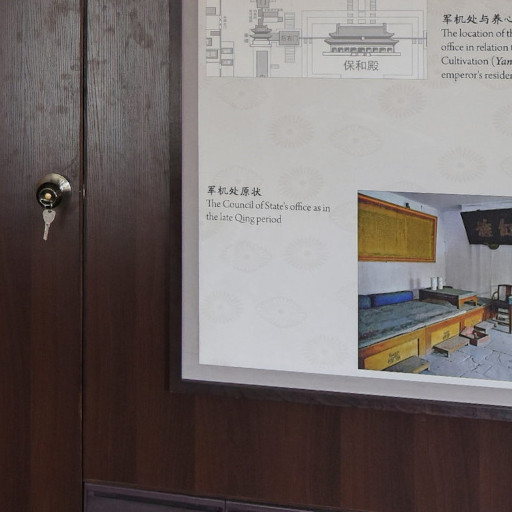 保和殿
军机处与养心
The location of th
office in relation t
Cultivation (Yan
emperor's residen
军机处原状
The Council of State's office as in
the late Qing period